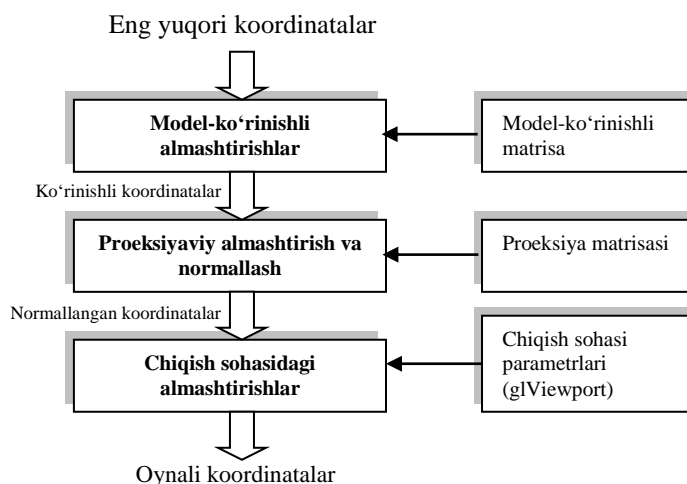 Eng yuqori koordinatalar
Model-ko‘rinishli
almashtirishlar
Model-ko‘rinishli
matrisa
Ko‘rinishli koordinatalar
Proeksiyaviy almashtirish va
normallash
Proeksiya matrisasi
Normallangan koordinatalar
Chiqish sohasidagi
almashtirishlar
Chiqish sohasi
parametrlari
(glViewport)
Oynali koordinatalar